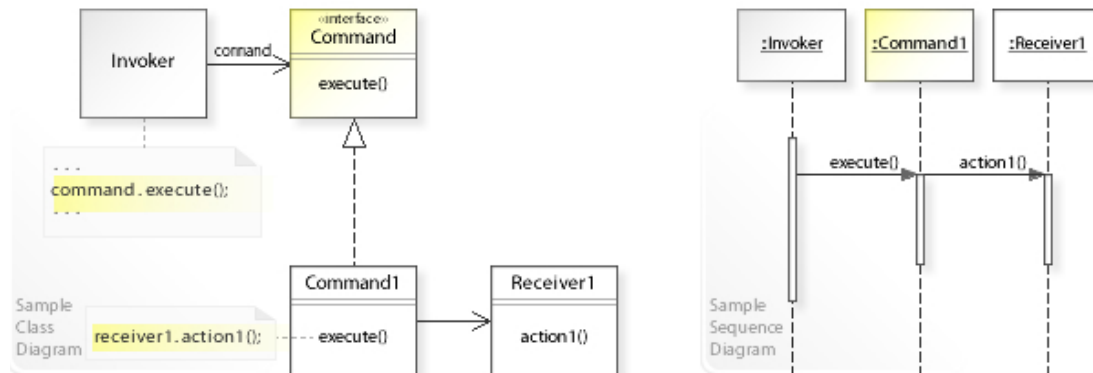 Invoker
command
«interface»
Command
execute()
. . .
command.execute();
. . .
Command1
execute()
receiver1.action1();
Receiver1
action1()
Sample
Class
Diagram
:Invoker
:Command1
:Receiver1
execute()
action1()
Sample
Sequence
Diagram